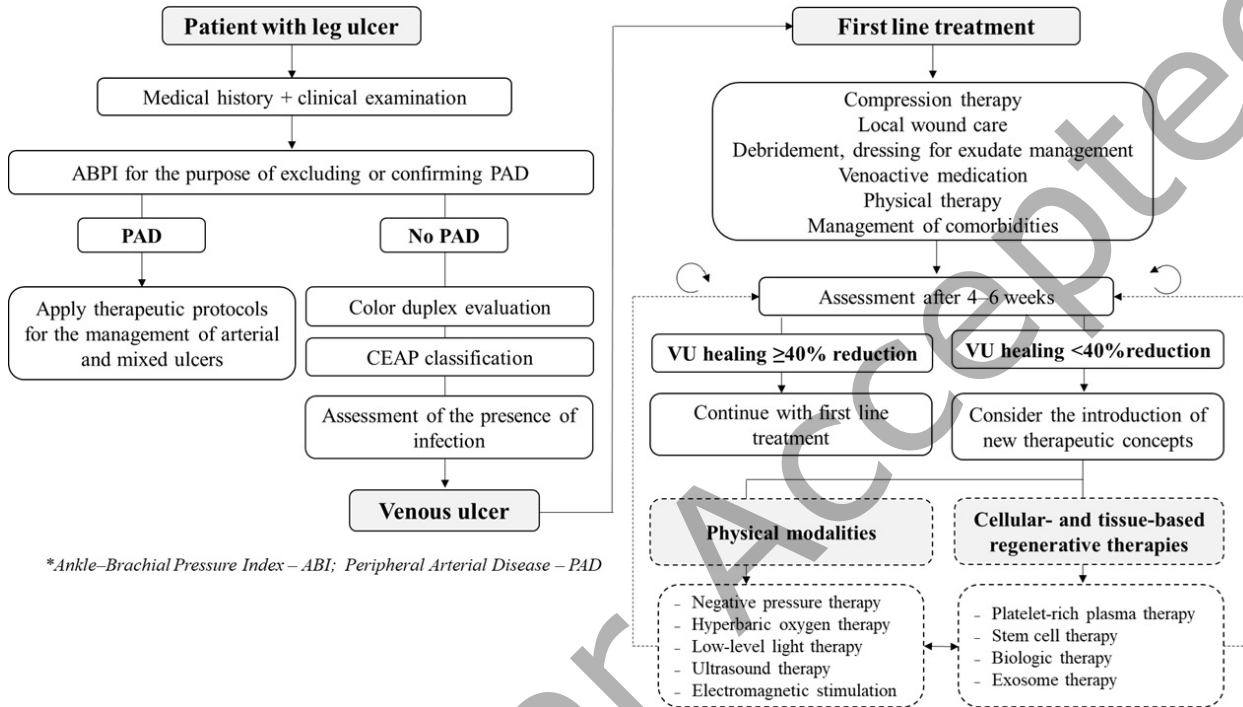 Patient with leg ulcer
Medical history + clinical examination
ABPI for the purpose of excluding or confirming PAD
PAD
No PAD
Apply therapeutic protocols
for the management of arterial
and mixed ulcers
Color duplex evaluation
CEAP classification
Assessment of the presence of
infection
Venous ulcer
*Ankle–Brachial Pressure Index – ABI; Peripheral Arterial Disease – PAD
First line treatment
Compression therapy
Local wound care
Debridement, dressing for exudate management
Venoactive medication
Physical therapy
Management of comorbidities
Assessment after 4–6 weeks
VU healing ≥40% reduction
VU healing <40%reduction
Continue with first line
treatment
Consider the introduction of
new therapeutic concepts
Physical modalities
Cellular- and tissue-based
regenerative therapies
- Negative pressure therapy
- Hyperbaric oxygen therapy
- Low-level light therapy
- Ultrasound therapy
- Electromagnetic stimulation
- Platelet-rich plasma therapy
- Stem cell therapy
- Biologic therapy
- Exosome therapy
r Accepte